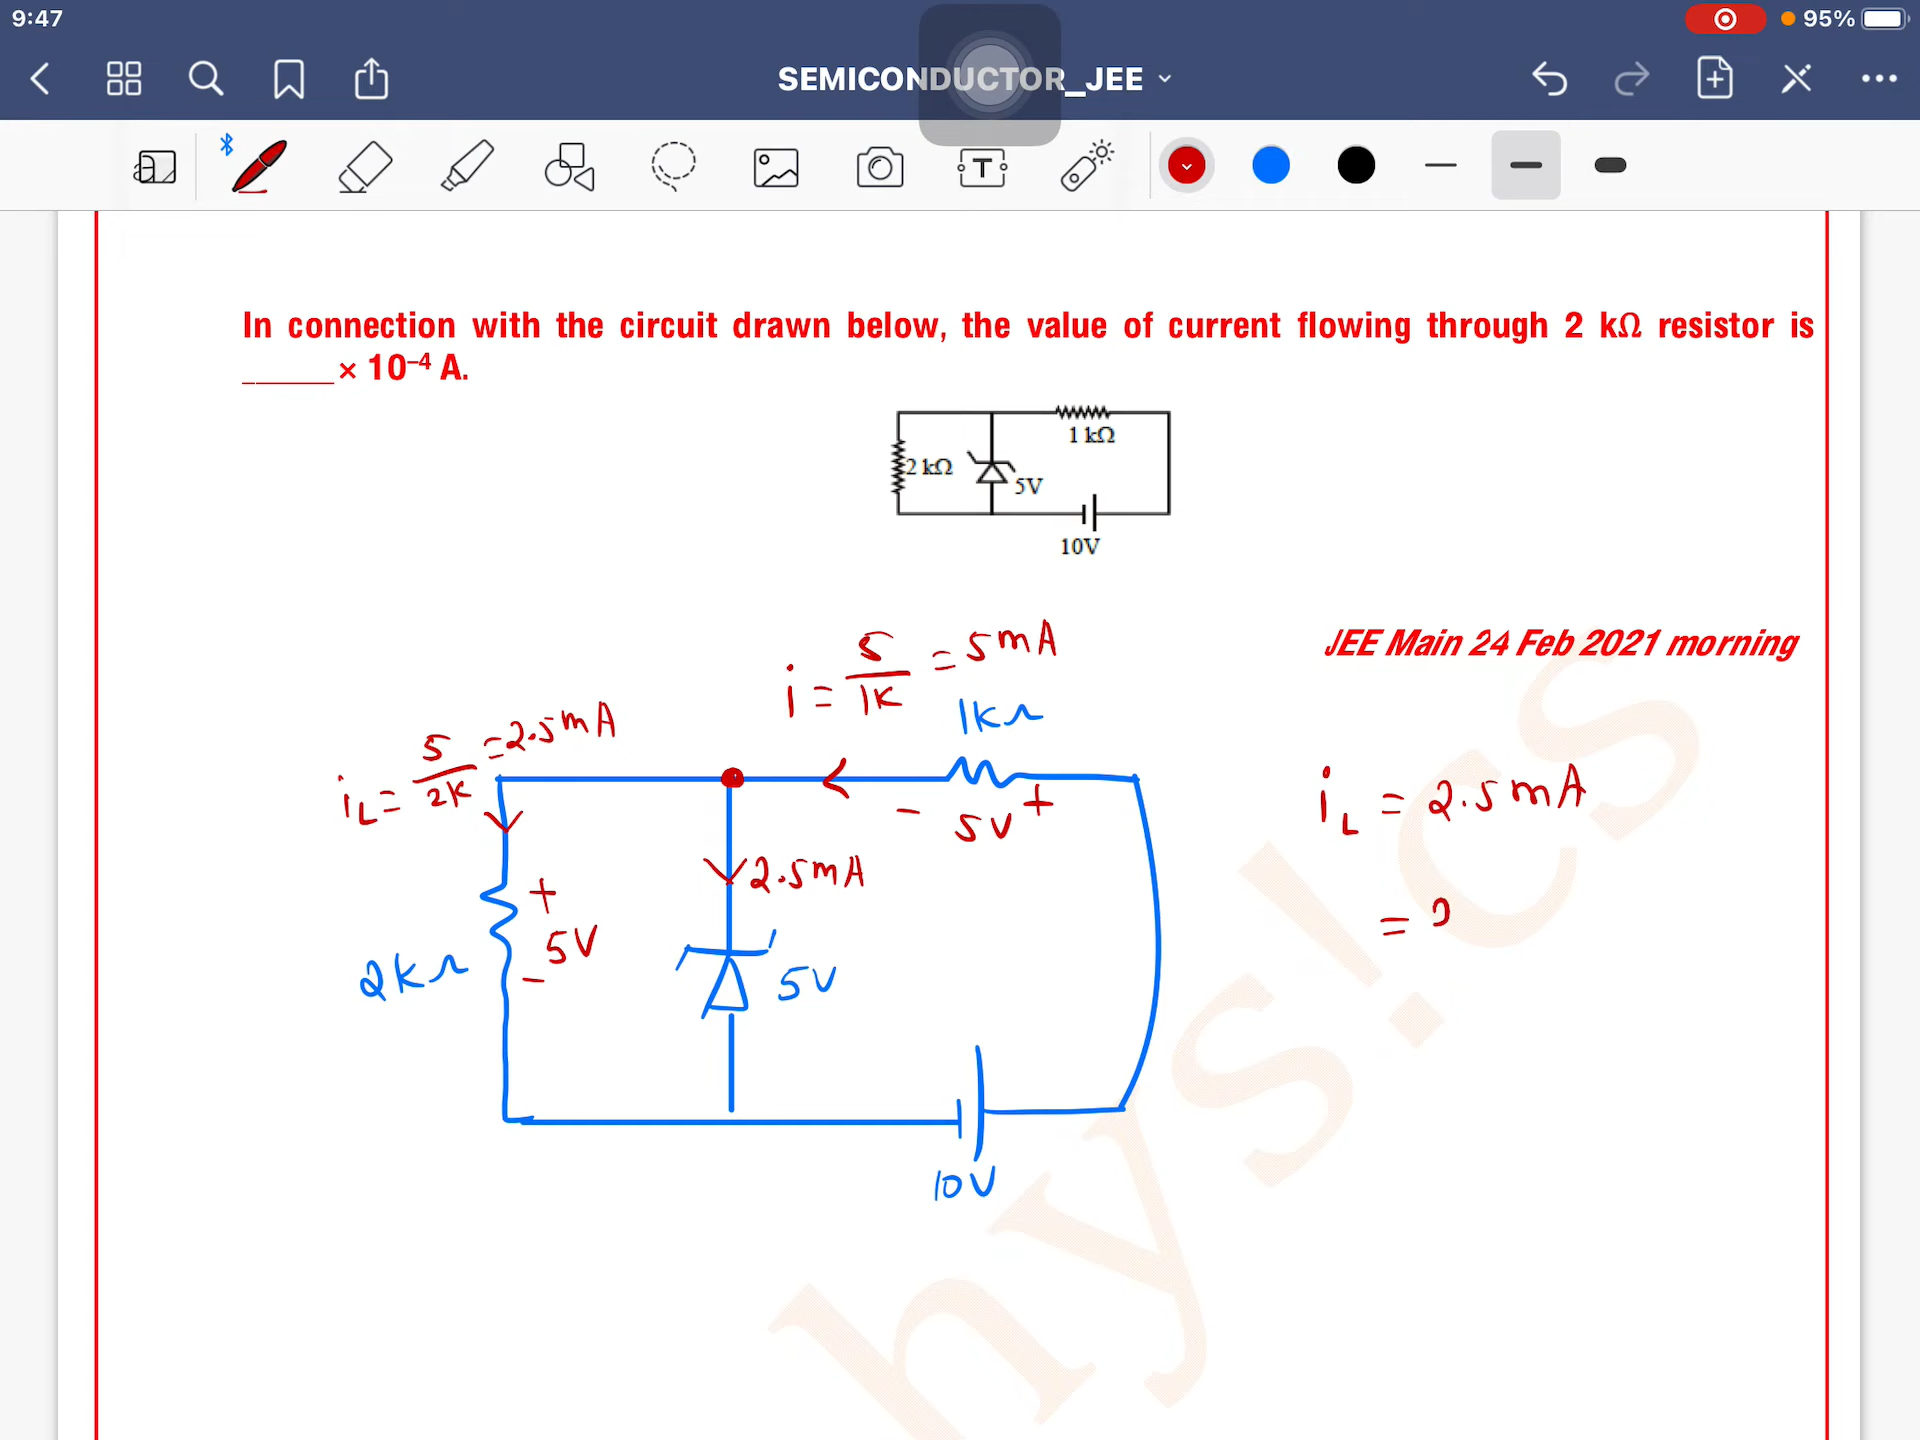 9:47
95%
SEMICONDUCTOR_JEE
a
T
In connection with the circuit drawn below, the value of current flowing through 2 kΩ resistor is
_____ × 10⁻⁴ A.
1 kΩ
2 kΩ
5V
10V
JEE Main 24 Feb 2021 morning
i = 5/1K = 5mA
1KΩ
iL = 5/2K = 2.5mA
- 5V +
iL = 2.5mA
2.5mA
+
5V
-
=
2KΩ
5V
10V
hys!cs